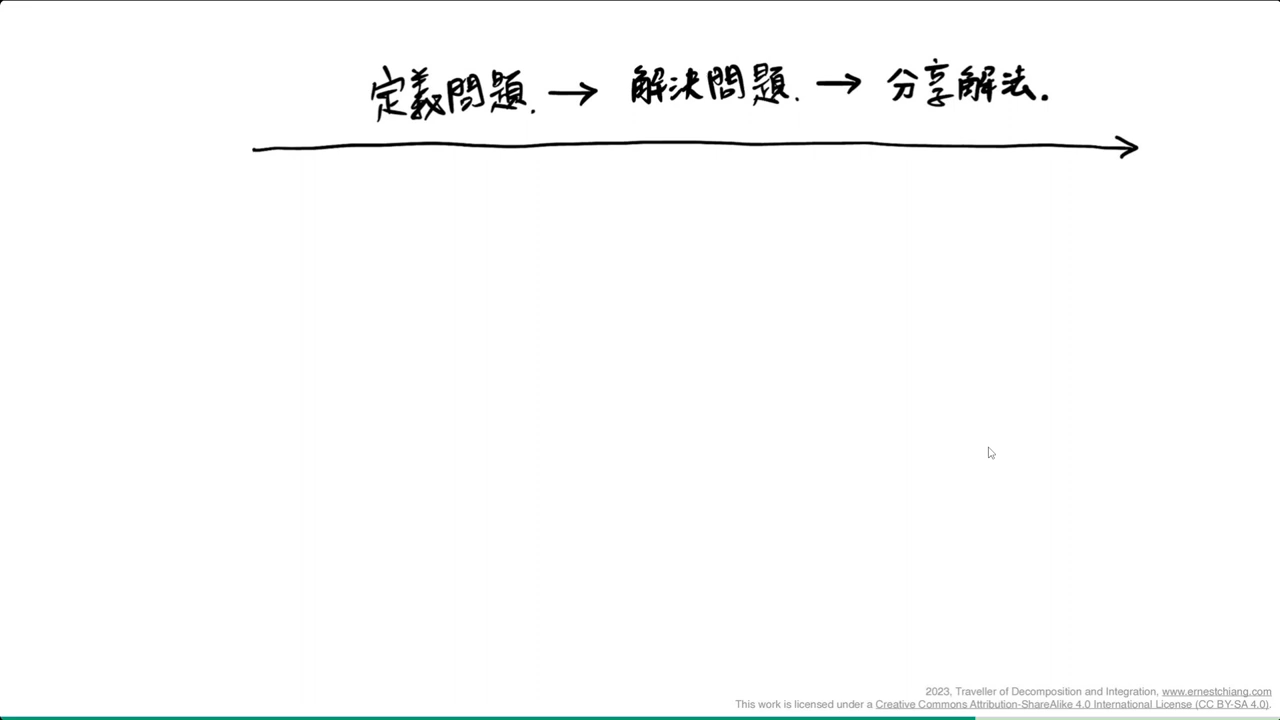 定義問題. → 解決問題. → 分享解法.
2023, Traveller of Decomposition and Integration, www.ernestchiang.com
This work is licensed under a Creative Commons Attribution-ShareAlike 4.0 International License (CC BY-SA 4.0).